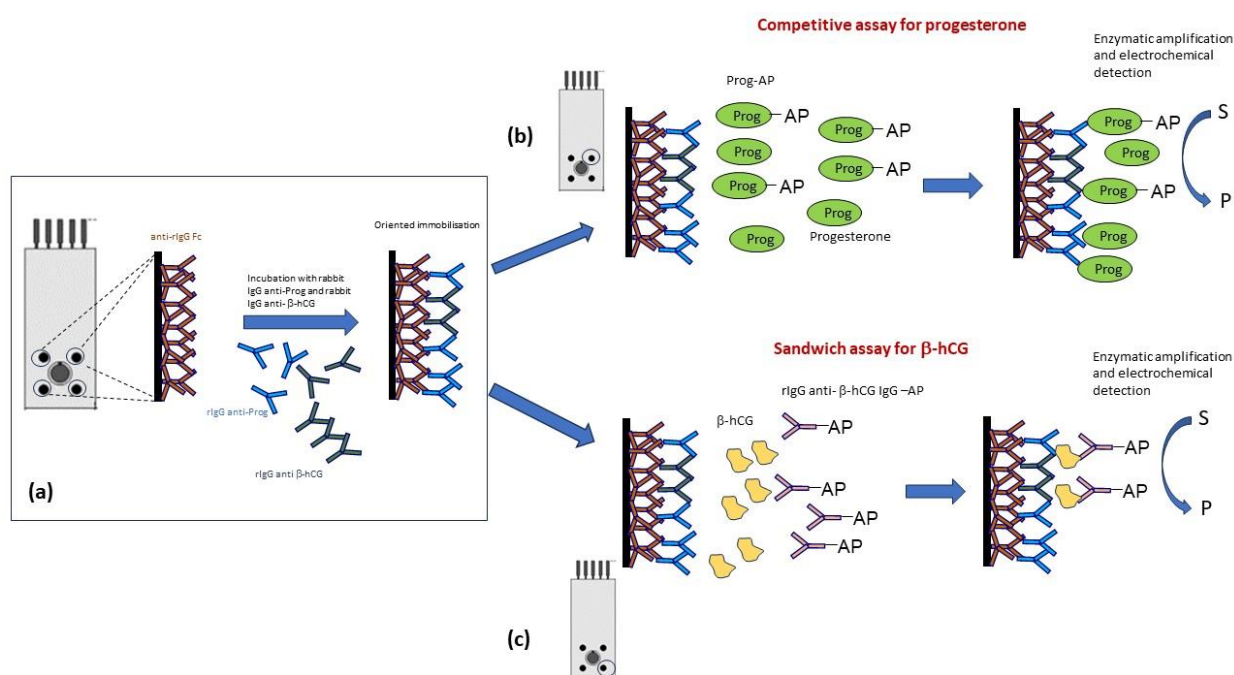 anti-rIgG Fc
Incubation with rabbit
IgG anti-Prog and rabbit
IgG anti- β-hCG
Oriented immobilisation
rIgG anti-Prog
rIgG anti βhCG
(a)
Competitive assay for progesterone
(b)
Prog-AP
Prog
AP
Prog
AP
Prog
Prog
AP
Prog
AP
Prog
Prog
Progesterone
Enzymatic amplification
and electrochemical
detection
Prog
AP
Prog
Prog
AP
Prog
Prog
S
P
Sandwich assay for β-hCG
(c)
β-hCG
rIgG anti- β-hCG IgG –AP
AP
AP
AP
AP
Enzymatic amplification
and electrochemical
detection
AP
AP
S
P